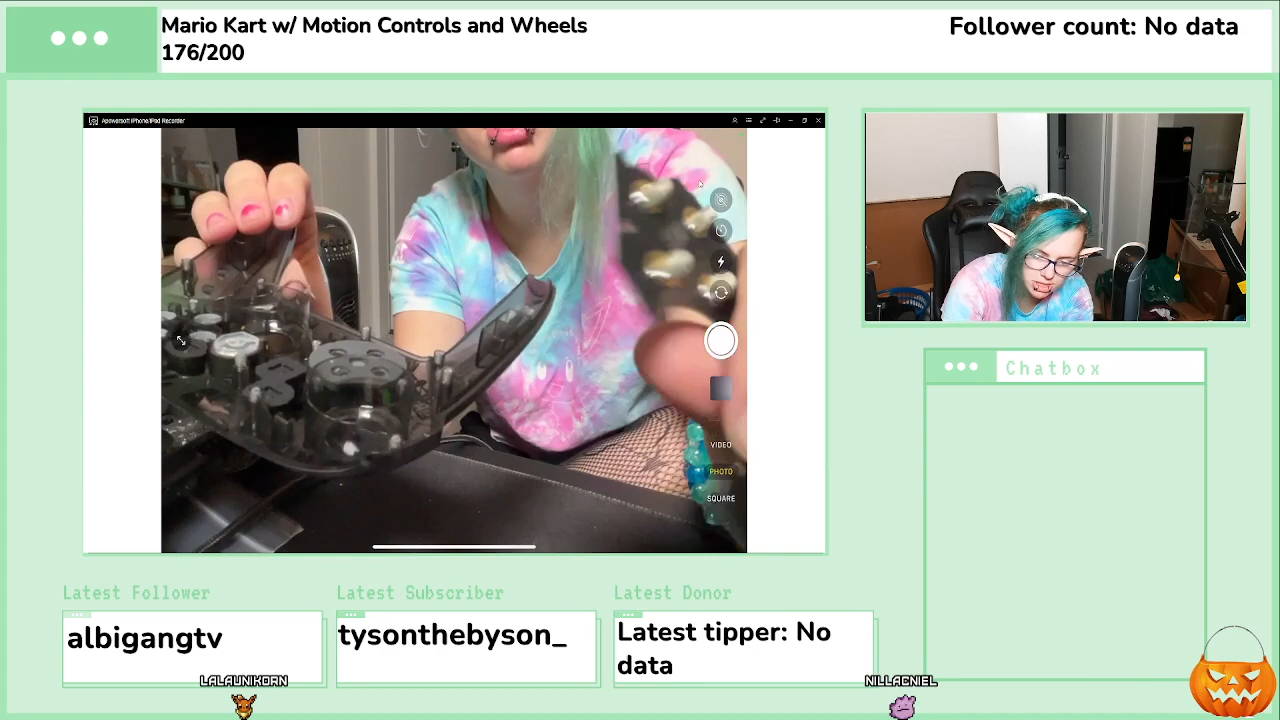 Mario Kart w/ Motion Controls and Wheels
176/200
Follower count: No data
Apowersoft iPhone/iPad Recorder
VIDEO
PHOTO
SQUARE
Chatbox
Latest Follower
Latest Subscriber
Latest Donor
albigangtv
tysonthebyson_
Latest tipper: No
data
LALAUNIKORN
NILLACNIEL